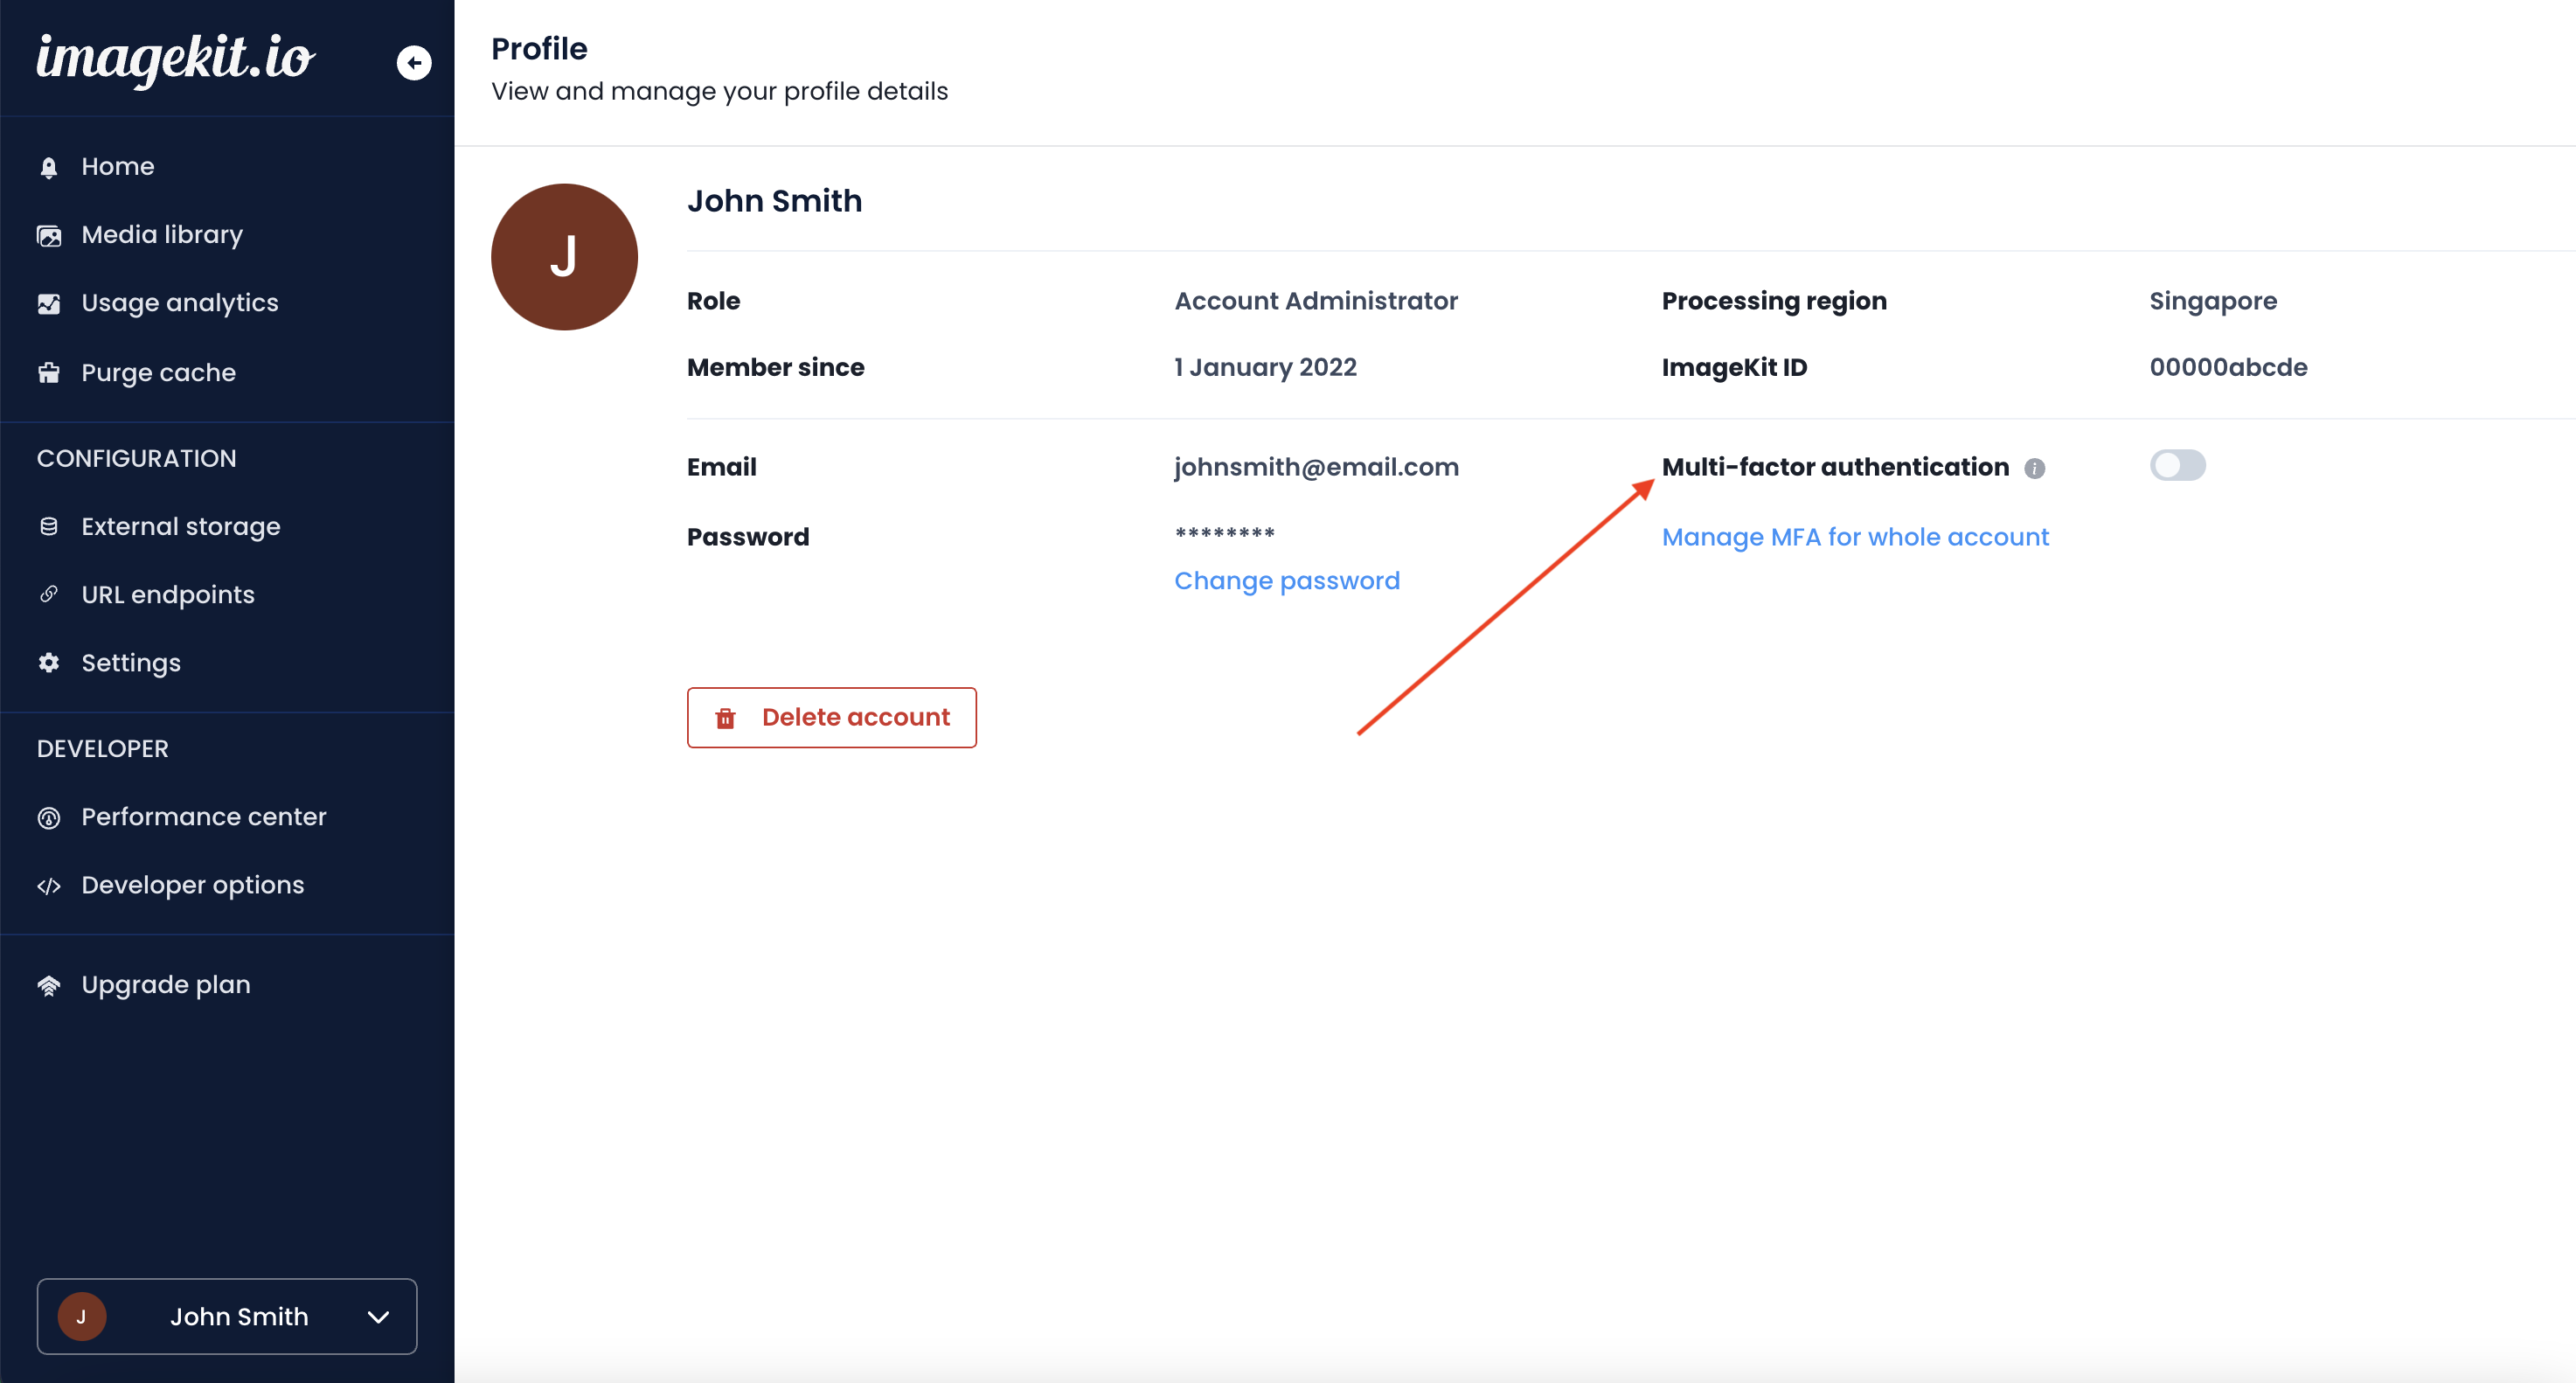 imagekit.io
Home
Media library
Usage analytics
Purge cache
CONFIGURATION
External storage
URL endpoints
Settings
DEVELOPER
Performance center
Developer options
Upgrade plan
J John Smith
Profile
View and manage your profile details
J
John Smith
Role Account Administrator Processing region Singapore
Member since 1 January 2022 ImageKit ID 00000abcde
Email johnsmith@email.com Multi-factor authentication i
Password ******** Manage MFA for whole account
Change password
Delete account